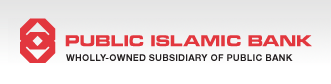 PUBLIC ISLAMIC BANK
WHOLLY-OWNED SUBSIDIARY OF PUBLIC BANK